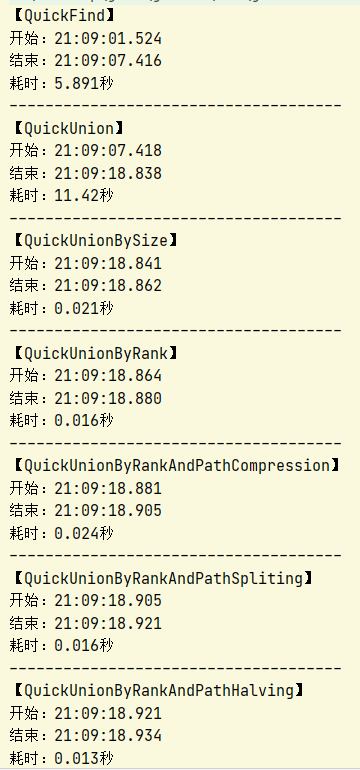 【QuickFind】
开始：21:09:01.524
结束：21:09:07.416
耗时：5.891秒
-------------------------------------
【QuickUnion】
开始：21:09:07.418
结束：21:09:18.838
耗时：11.42秒
-------------------------------------
【QuickUnionBySize】
开始：21:09:18.841
结束：21:09:18.862
耗时：0.021秒
-------------------------------------
【QuickUnionByRank】
开始：21:09:18.864
结束：21:09:18.880
耗时：0.016秒
-------------------------------------
【QuickUnionByRankAndPathCompression】
开始：21:09:18.881
结束：21:09:18.905
耗时：0.024秒
-------------------------------------
【QuickUnionByRankAndPathSpliting】
开始：21:09:18.905
结束：21:09:18.921
耗时：0.016秒
-------------------------------------
【QuickUnionByRankAndPathHalving】
开始：21:09:18.921
结束：21:09:18.934
耗时：0.013秒